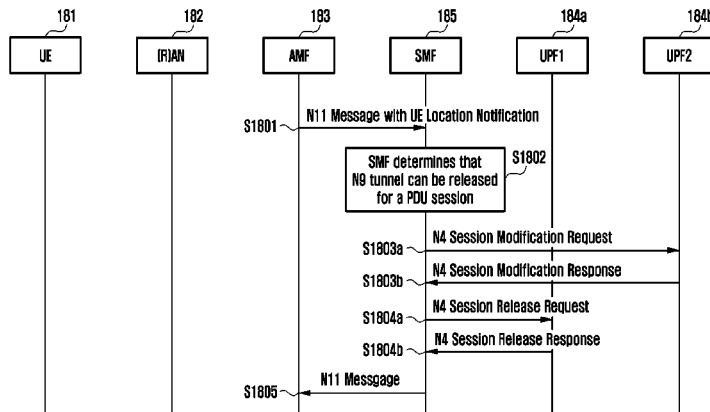 181 182 183 185 184a 184b
UE (R)AN AMF SMF UPF1 UPF2
N11 Message with UE Location Notification
S1801
SMF determines that
N9 tunnel can be released
for a PDU session
S1802
N4 Session Modification Request
S1803a
N4 Session Modification Response
S1803b
N4 Session Release Request
S1804a
N4 Session Release Response
S1804b
N11 Messgage
S1805